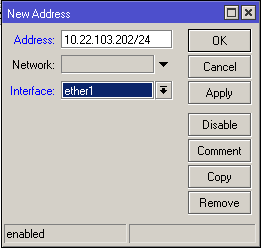 New Address
Address: 10.22.103.202/24
OK
Network:
Cancel
Interface: ether1
Apply
Disable
Comment
Copy
Remove
enabled